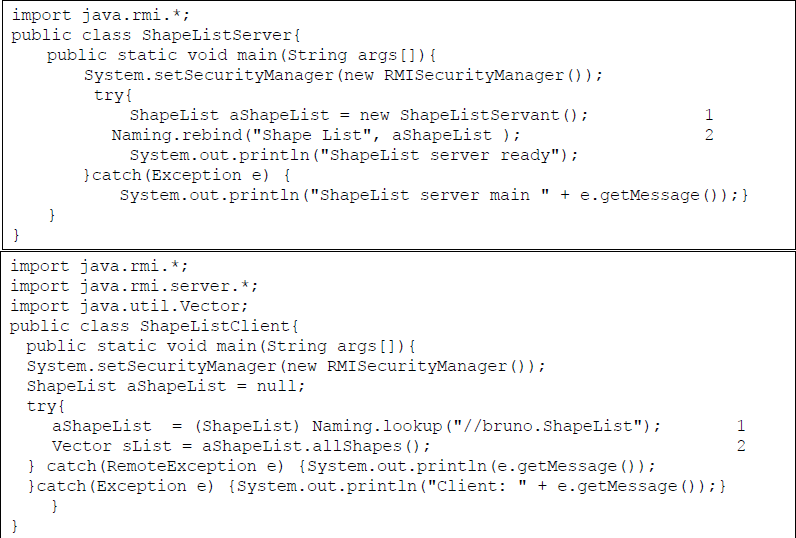 import java.rmi.*;
public class ShapeListServer{
public static void main(String args[]){
System.setSecurityManager(new RMISecurityManager());
try{
ShapeList aShapeList = new ShapeListServant(); 1
Naming.rebind("Shape List", aShapeList ); 2
System.out.println("ShapeList server ready");
}catch(Exception e) {
System.out.println("ShapeList server main " + e.getMessage());}
}
}
import java.rmi.*;
import java.rmi.server.*;
import java.util.Vector;
public class ShapeListClient{
public static void main(String args[]){
System.setSecurityManager(new RMISecurityManager());
ShapeList aShapeList = null;
try{
aShapeList = (ShapeList) Naming.lookup("//bruno.ShapeList"); 1
Vector sList = aShapeList.allShapes(); 2
} catch(RemoteException e) {System.out.println(e.getMessage());
}catch(Exception e) {System.out.println("Client: " + e.getMessage());}
}
}